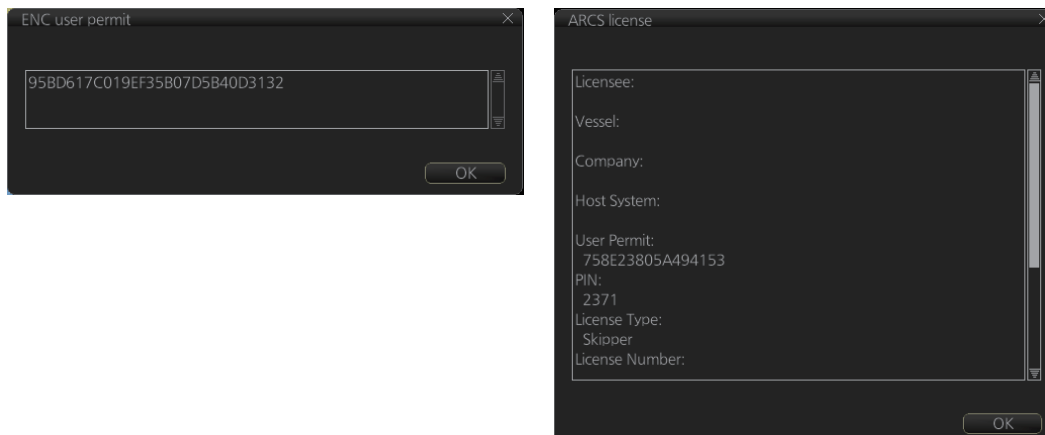 ENC user permit
95BD617C019EF35B07D5B40D3132
OK
ARCS license
Licensee:
Vessel:
Company:
Host System:
User Permit:
758E23805A494153
PIN:
2371
License Type:
Skipper
License Number:
OK